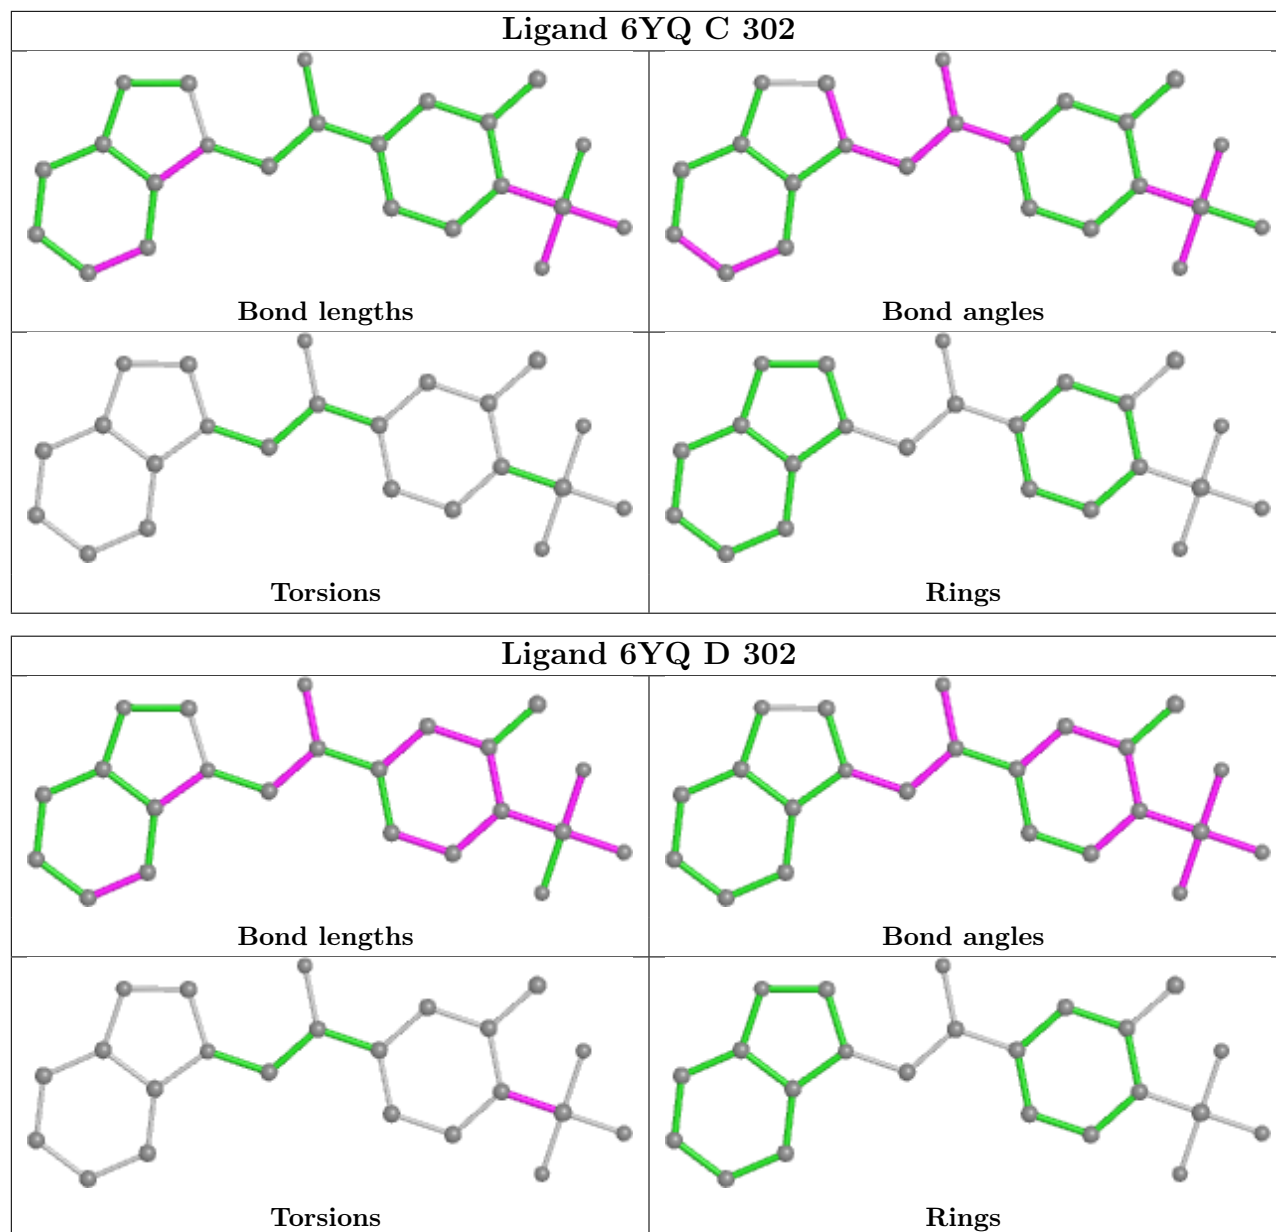 Ligand 6YQ C 302
Bond lengths
Bond angles
Torsions
Rings
Ligand 6YQ D 302
Bond lengths
Bond angles
Torsions
Rings